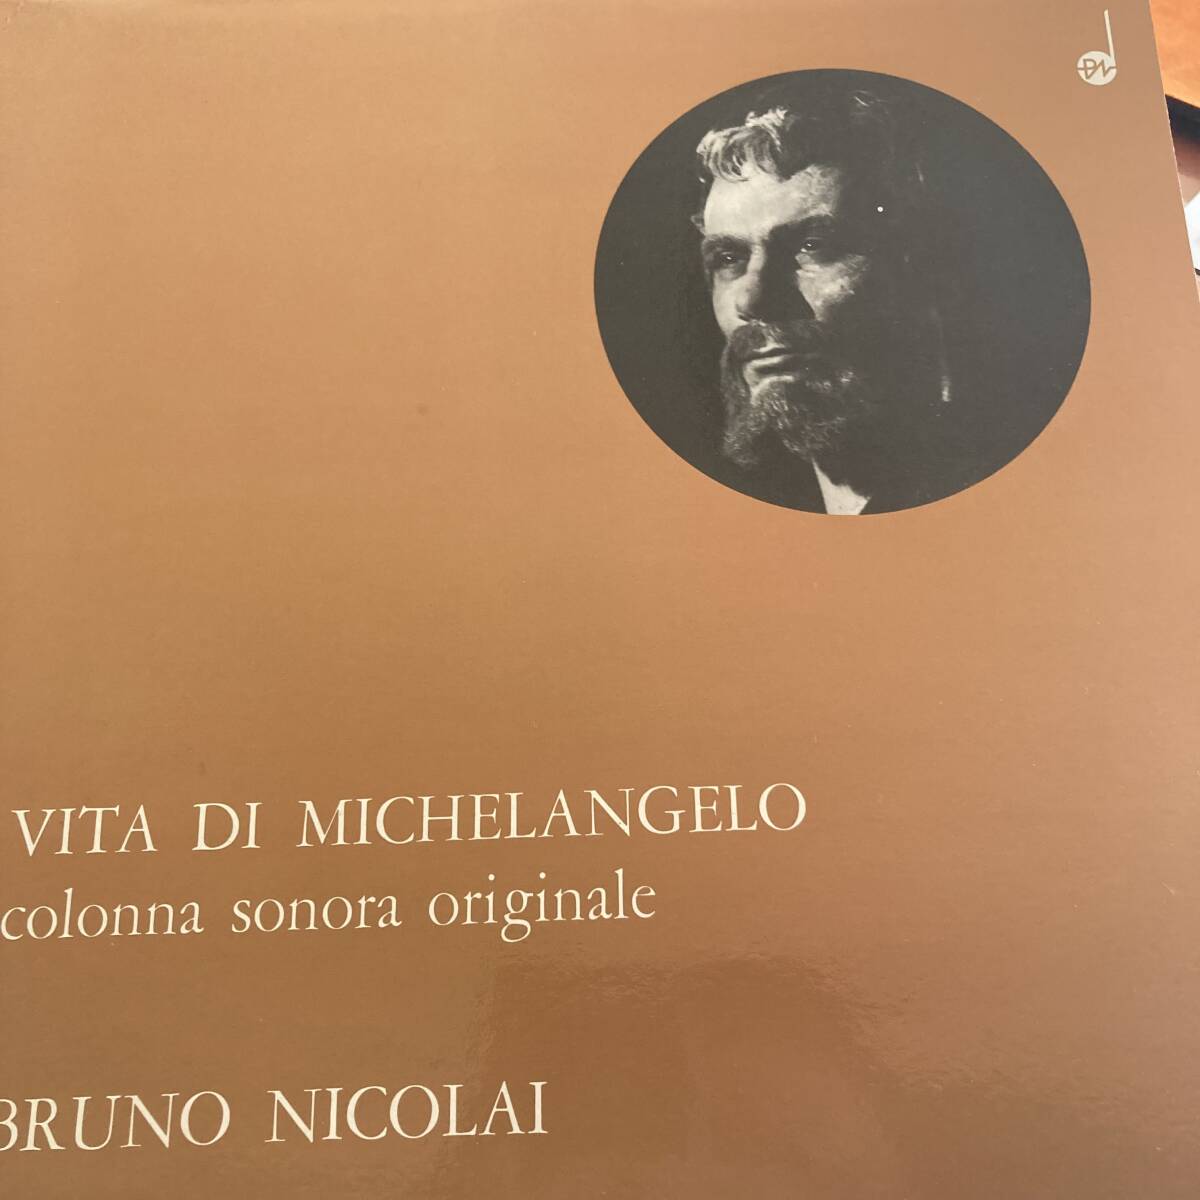 VITA DI MICHELANGELO
colonna sonora originale
BRUNO NICOLAI